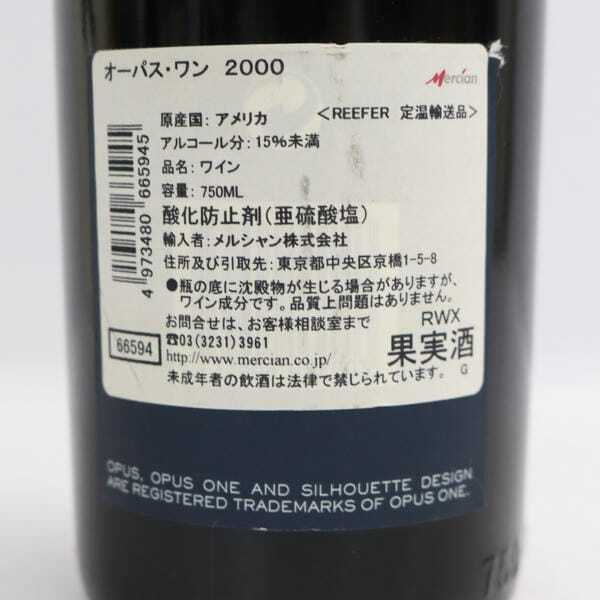 オーパス・ワン 2000
Mercian
原産国：アメリカ
＜REEFER 定温輸送品＞
アルコール分：15％未満
品名：ワイン
容量：750ML
酸化防止剤（亜硫酸塩）
輸入者：メルシャン株式会社
住所及び引取先：東京都中央区京橋1-5-8
●瓶の底に沈殿物が生じる場合がありますが、
ワイン成分です。品質上問題はありません。
お問合せは、お客様相談室まで
☎03(3231)3961
RWX
http://www.mercian.co.jp/
果実酒
未成年者の飲酒は法律で禁じられています。 G
4 973480 665945
66594
OPUS, OPUS ONE AND SILHOUETTE DESIGN
ARE REGISTERED TRADEMARKS OF OPUS ONE.